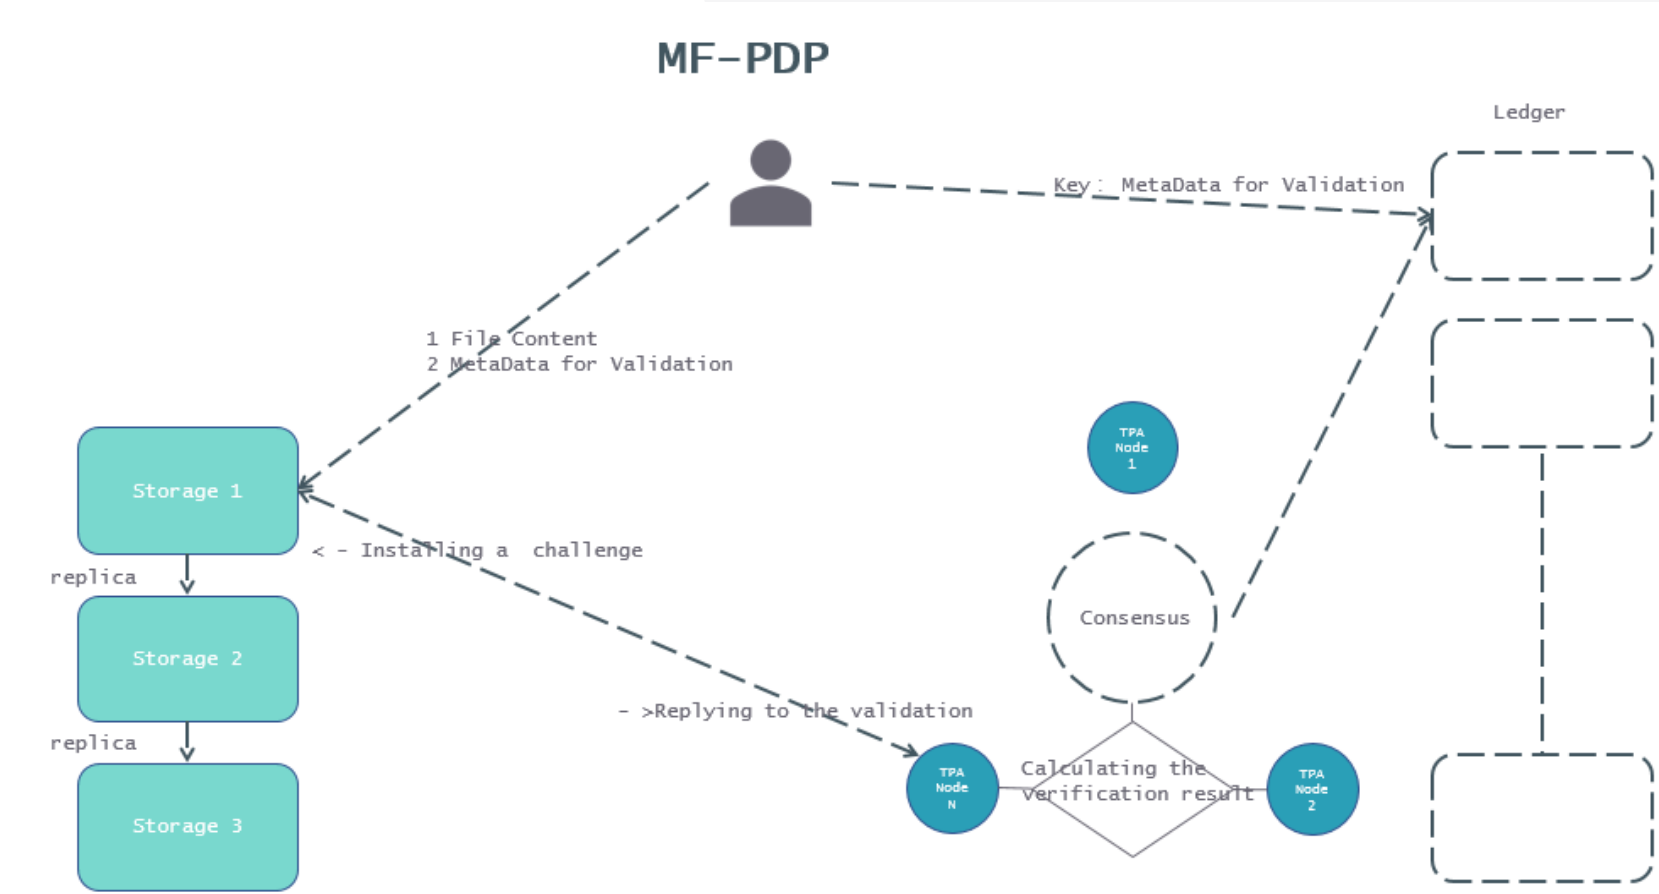 MF-PDP
Ledger
Key: MetaData for Validation
1 File Content
2 MetaData for Validation
TPA
Node
1
Storage 1
< - Installing a  challenge
replica
Consensus
Storage 2
- >Replying to the validation
replica
TPA
Node
N
Calculating the
verification result
TPA
Node
2
Storage 3